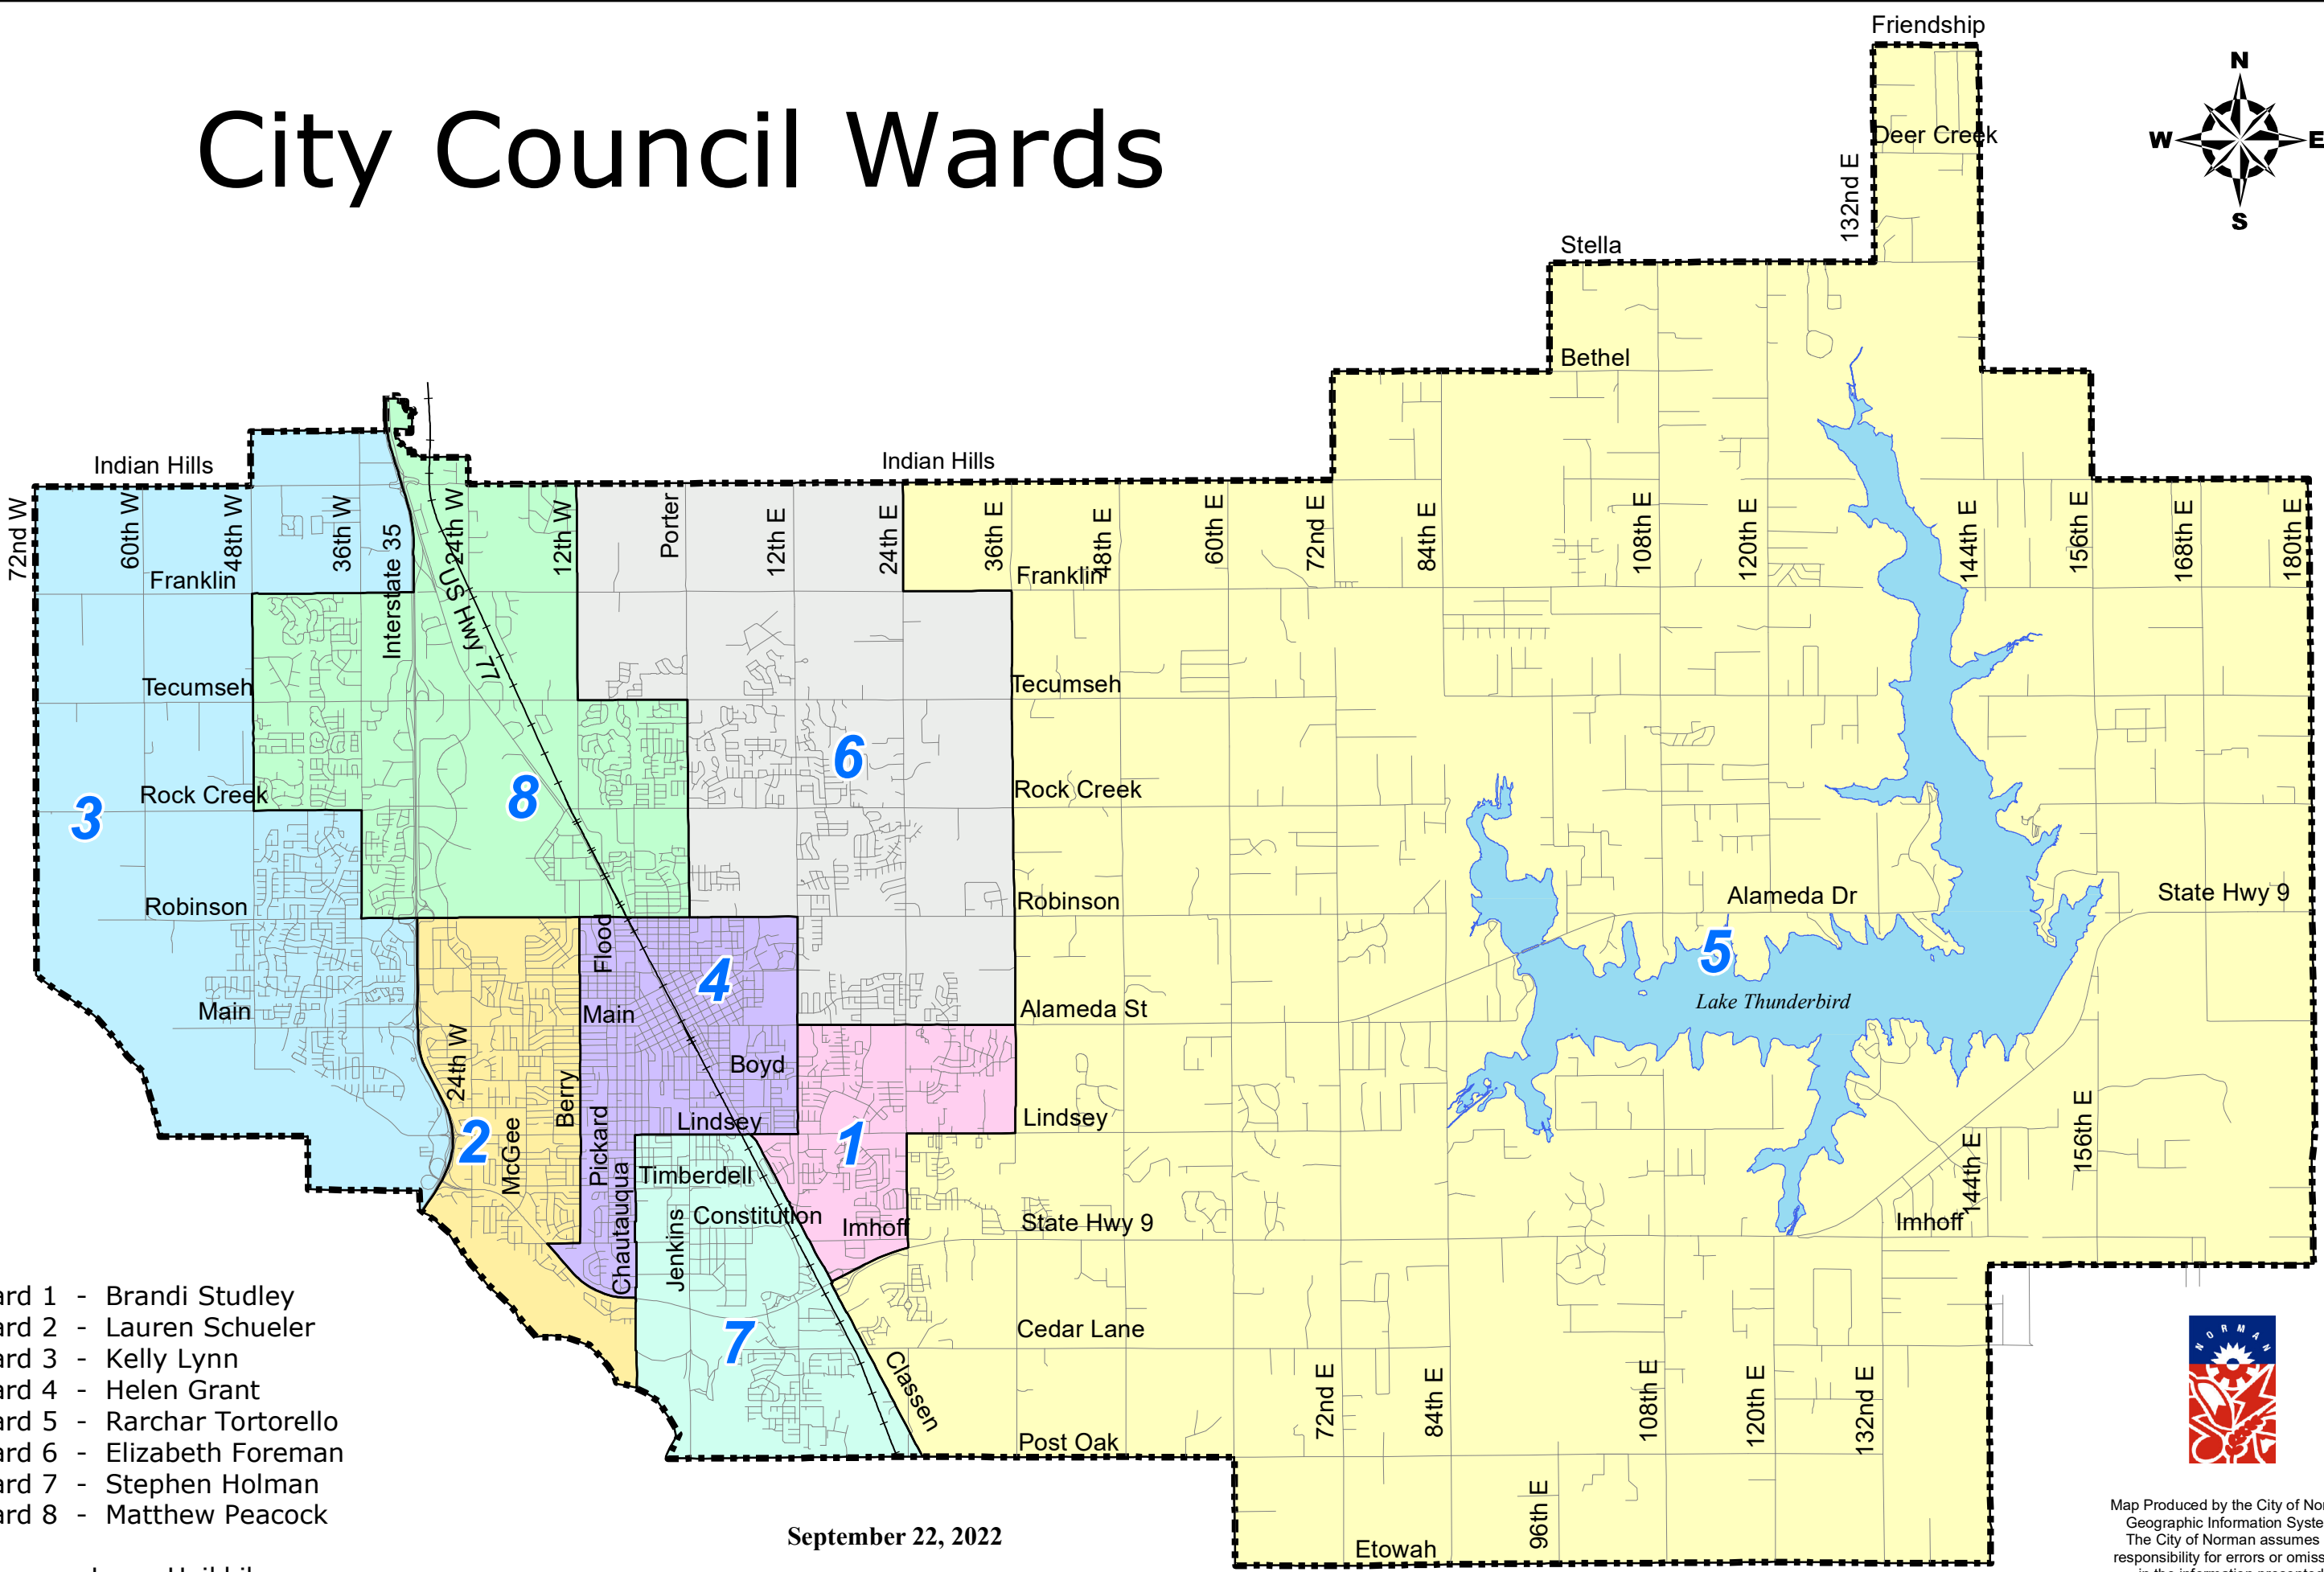 City Council Wards
Friendship
N
W
E
S
Deer Creek
132nd E
Stella
Bethel
Indian Hills
Indian Hills
72nd W
60th W
48th W
36th W
Interstate 35
24th W
US Hwy 77
12th W
Porter
12th E
24th E
36th E
48th E
60th E
72nd E
84th E
108th E
120th E
144th E
156th E
168th E
180th E
Franklin
Franklin
Tecumseh
Tecumseh
Rock Creek
Rock Creek
3
8
6
Robinson
Robinson
Alameda Dr
State Hwy 9
Flood
4
5
Main
Main
Alameda St
Lake Thunderbird
24th W
Boyd
Berry
Lindsey
Lindsey
2
McGee
Pickard
1
Timberdell
156th E
144th E
Chautauqua
Jenkins
Constitution
Imhoff
State Hwy 9
Imhoff
7
Cedar Lane
Classen
72nd E
84th E
108th E
120th E
132nd E
Post Oak
96th E
Etowah
ard 1 - Brandi Studley
ard 2 - Lauren Schueler
ard 3 - Kelly Lynn
ard 4 - Helen Grant
ard 5 - Rarchar Tortorello
ard 6 - Elizabeth Foreman
ard 7 - Stephen Holman
ard 8 - Matthew Peacock
September 22, 2022
NORMAN
Map Produced by the City of Nor
Geographic Information Syste
The City of Norman assumes
responsibility for errors or omiss
in the information presented